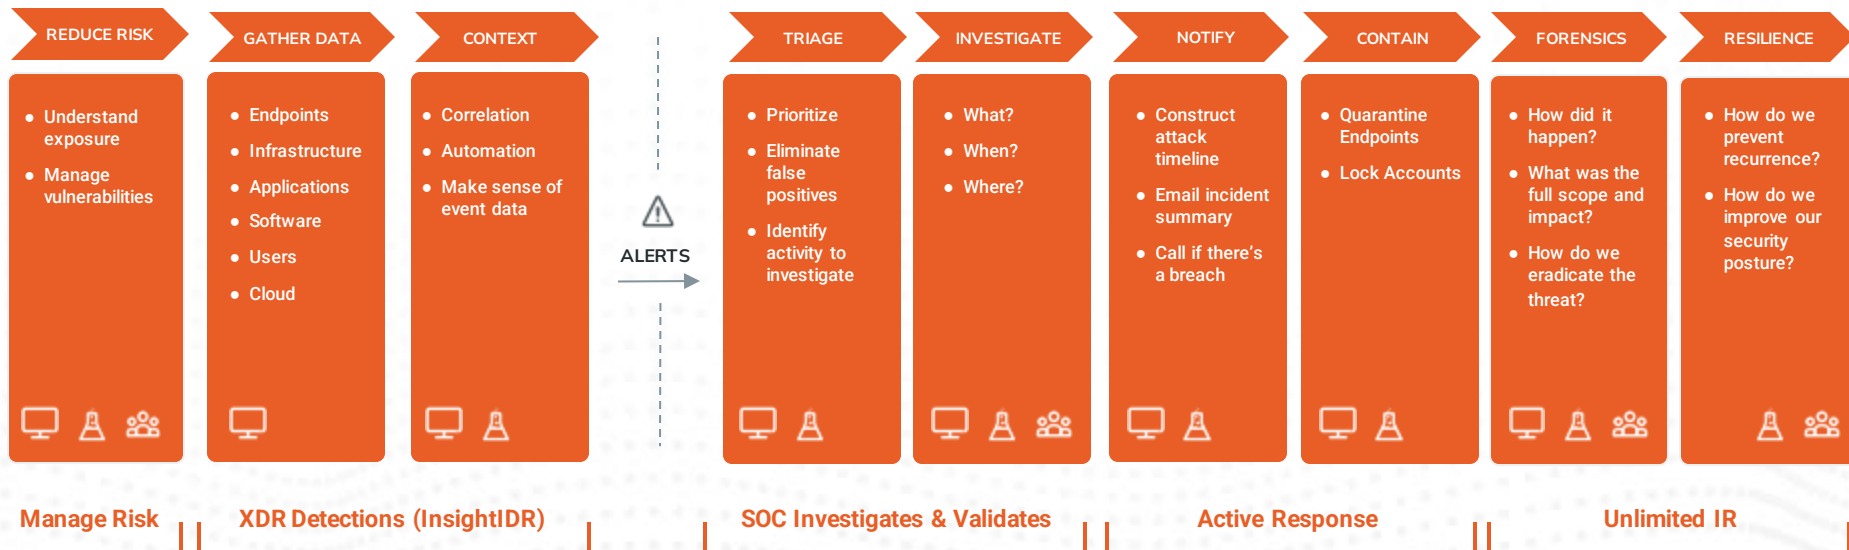 REDUCE RISK
GATHER DATA
CONTEXT
TRIAGE
INVESTIGATE
NOTIFY
CONTAIN
FORENSICS
RESILIENCE
● Understand
exposure
● Manage
vulnerabilities
● Endpoints
● Infrastructure
● Applications
● Software
● Users
● Cloud
● Correlation
● Automation
● Make sense of
event data
ALERTS
● Prioritize
● Eliminate
false
positives
● Identify
activity to
investigate
● What?
● When?
● Where?
● Construct
attack
timeline
● Email incident
summary
● Call if there’s
a breach
● Quarantine
Endpoints
● Lock Accounts
● How did it
happen?
● What was the
full scope and
impact?
● How do we
eradicate the
threat?
● How do we
prevent
recurrence?
● How do we
improve our
security
posture?
Manage Risk
XDR Detections (InsightIDR)
SOC Investigates & Validates
Active Response
Unlimited IR